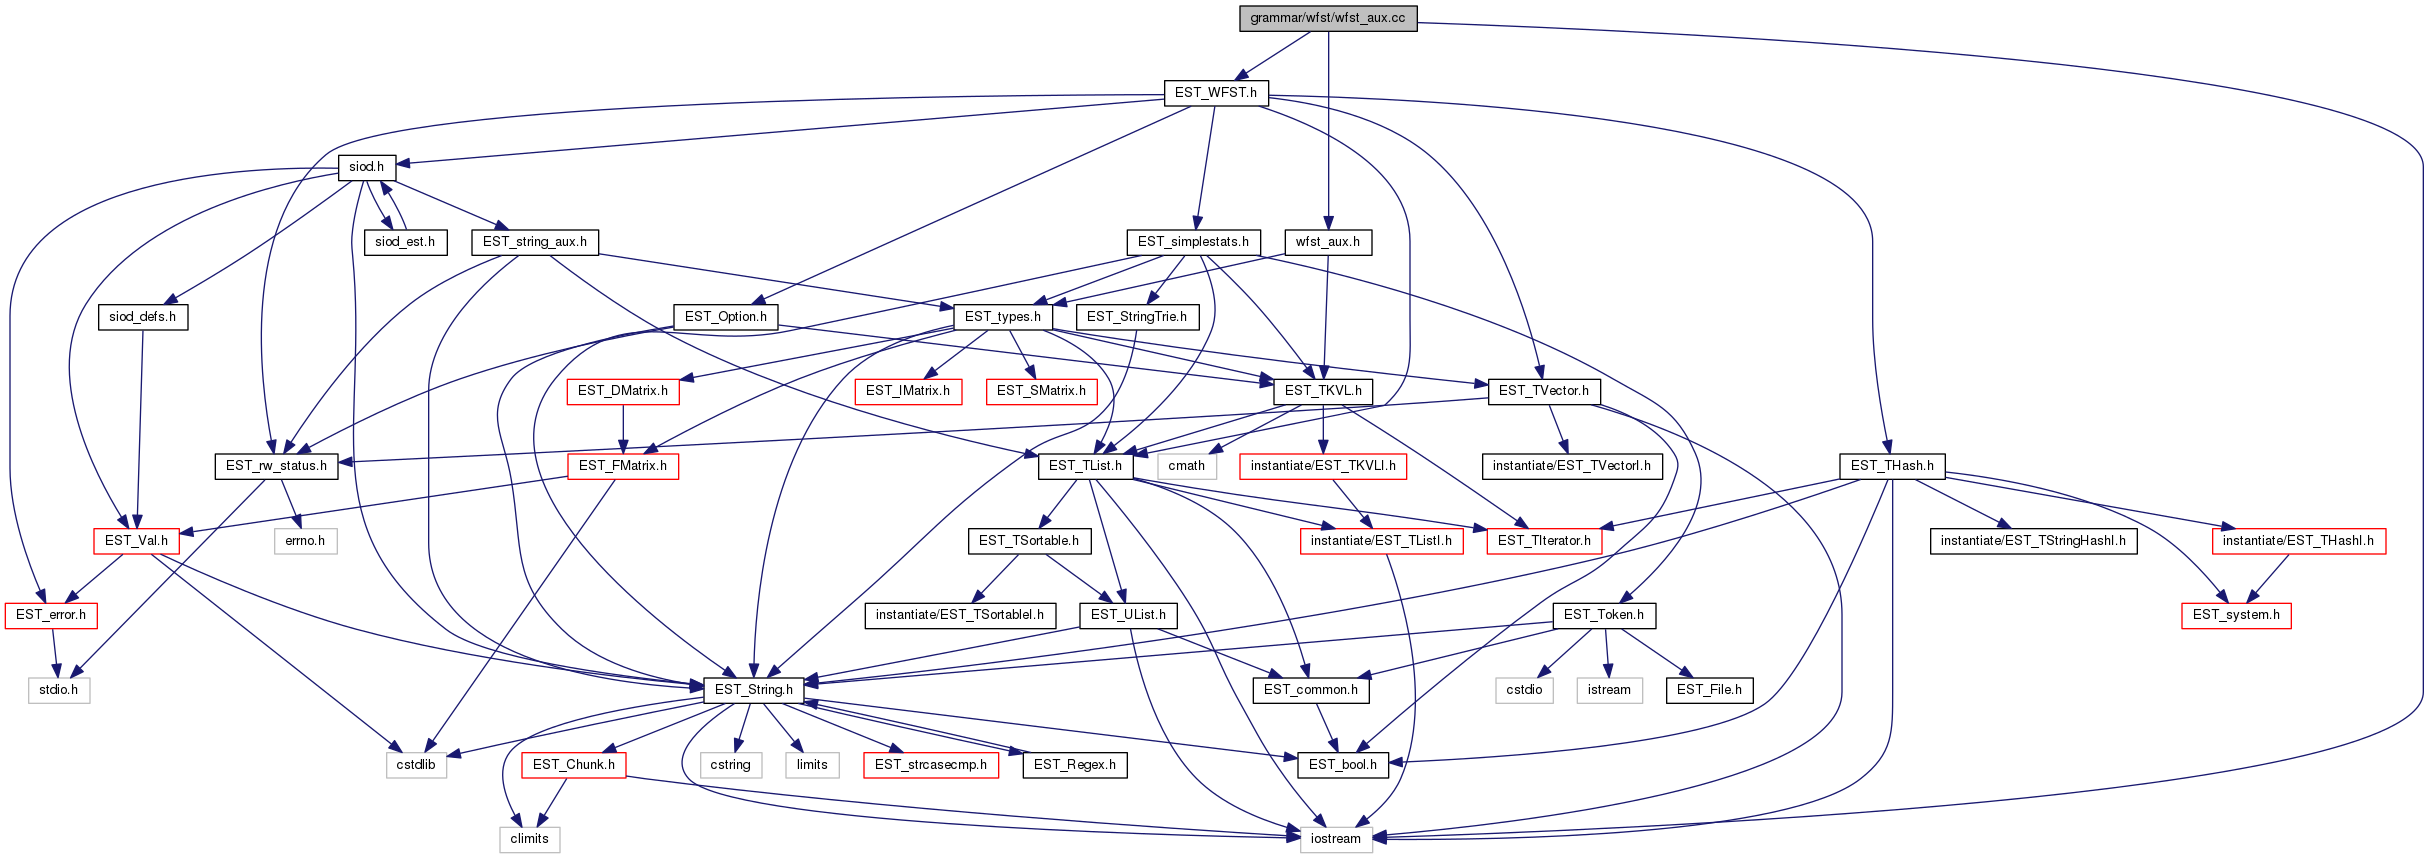 grammar/wfst/wfst_aux.cc
EST_WFST.h
siod.h
siod_est.h
EST_string_aux.h
EST_simplestats.h
wfst_aux.h
siod_defs.h
EST_Option.h
EST_types.h
EST_StringTrie.h
EST_DMatrix.h
EST_IMatrix.h
EST_SMatrix.h
EST_TKVL.h
EST_TVector.h
EST_rw_status.h
EST_FMatrix.h
EST_TList.h
cmath
instantiate/EST_TKVLI.h
instantiate/EST_TVectorI.h
EST_THash.h
EST_Val.h
errno.h
EST_TSortable.h
instantiate/EST_TListI.h
EST_TIterator.h
instantiate/EST_TStringHashI.h
instantiate/EST_THashI.h
EST_error.h
instantiate/EST_TSortableI.h
EST_UList.h
EST_Token.h
EST_system.h
stdio.h
EST_String.h
EST_common.h
cstdio
istream
EST_File.h
cstdlib
EST_Chunk.h
cstring
limits
EST_strcasecmp.h
EST_Regex.h
EST_bool.h
climits
iostream